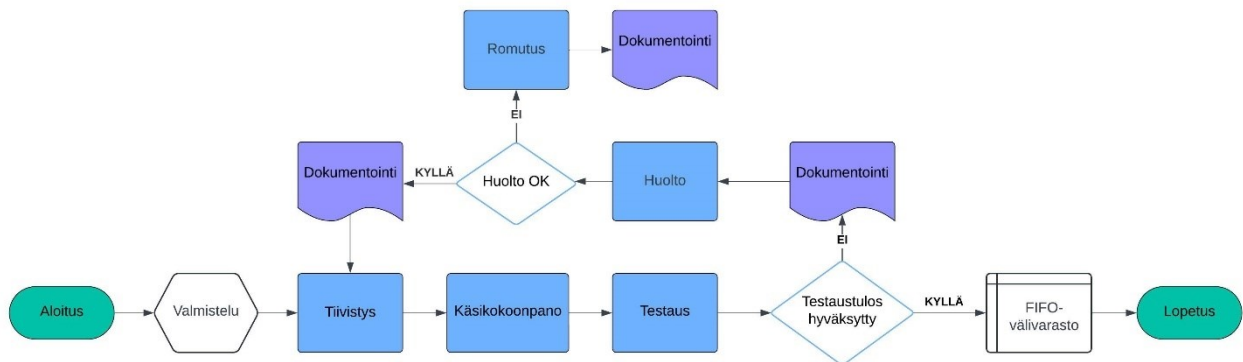 Romutus
Dokumentointi
EI
Dokumentointi
KYLLÄ
Huolto OK
Huolto
Dokumentointi
EI
Aloitus
Valmistelu
Tiivistys
Käsikokoonpano
Testaus
Testaustulos
hyväksytty
KYLLÄ
FIFO-
välivarasto
Lopetus